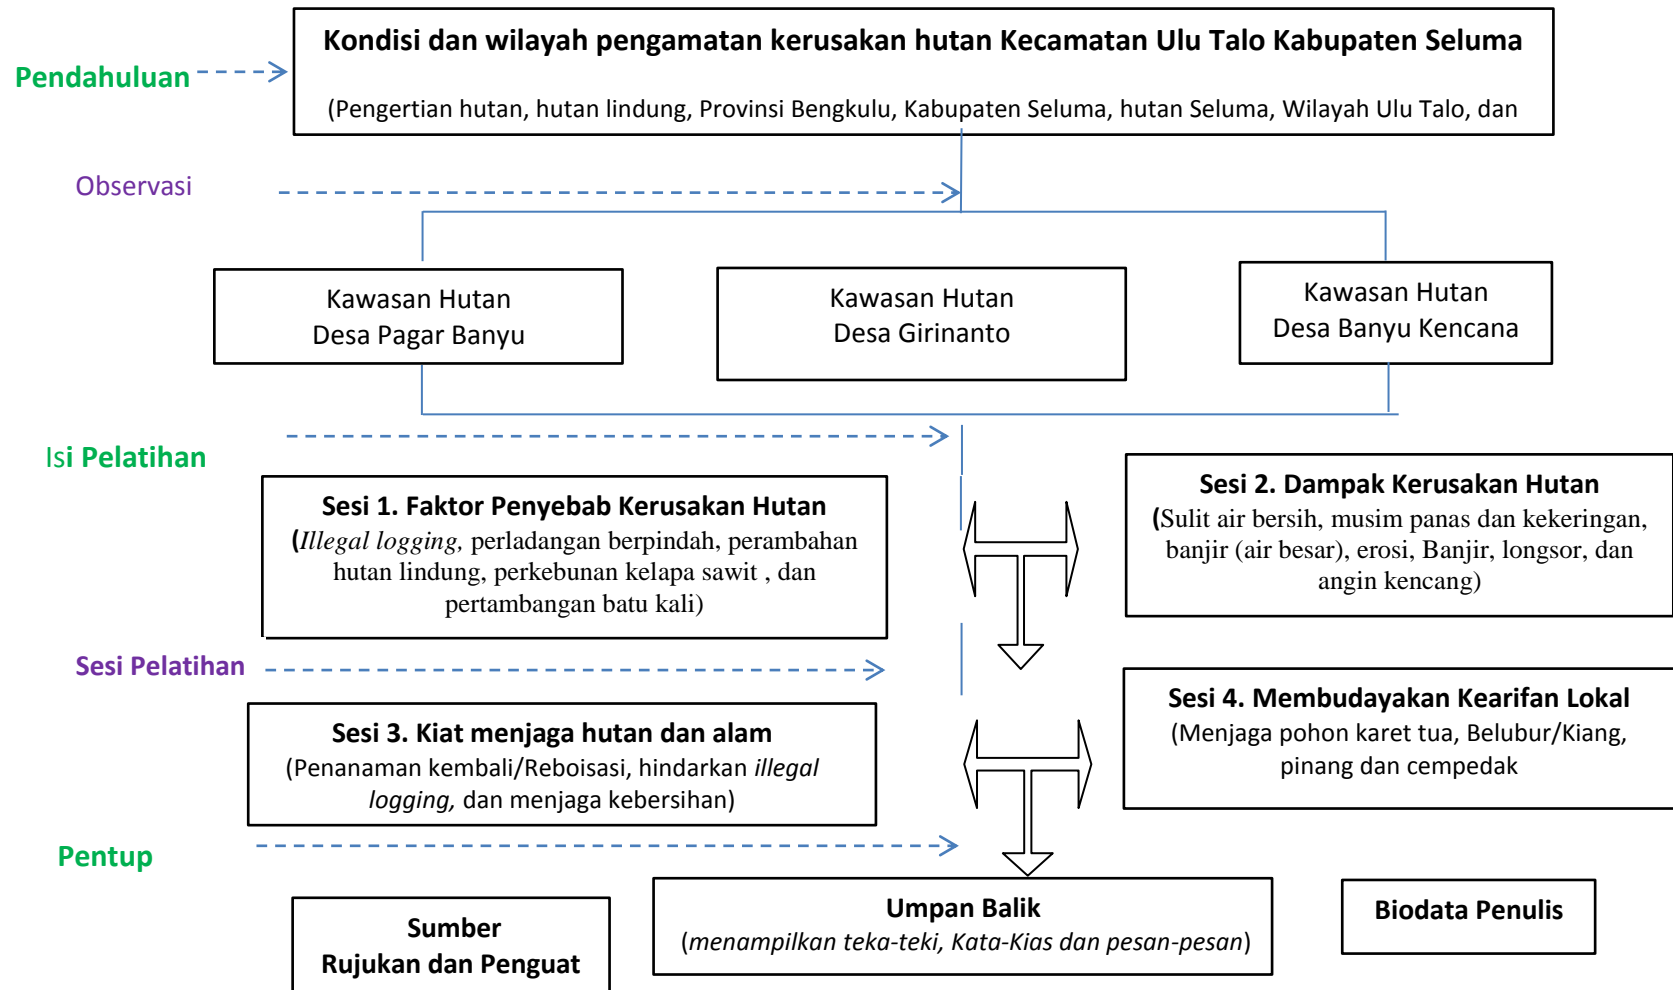 Kondisi dan wilayah pengamatan kerusakan hutan Kecamatan Ulu Talo Kabupaten Seluma
Pendahuluan
(Pengertian hutan, hutan lindung, Provinsi Bengkulu, Kabupaten Seluma, hutan Seluma, Wilayah Ulu Talo, dan
Observasi
Kawasan Hutan
Desa Pagar Banyu
Kawasan Hutan
Desa Girinanto
Kawasan Hutan
Desa Banyu Kencana
Isi Pelatihan
Sesi 1. Faktor Penyebab Kerusakan Hutan
(Illegal logging, perladangan berpindah, perambahan
hutan lindung, perkebunan kelapa sawit , dan
pertambangan batu kali)
Sesi 2. Dampak Kerusakan Hutan
(Sulit air bersih, musim panas dan kekeringan,
banjir (air besar), erosi, Banjir, longsor, dan
angin kencang)
Sesi Pelatihan
Sesi 3. Kiat menjaga hutan dan alam
(Penanaman kembali/Reboisasi, hindarkan illegal
logging, dan menjaga kebersihan)
Sesi 4. Membudayakan Kearifan Lokal
(Menjaga pohon karet tua, Belubur/Kiang,
pinang dan cempedak
Pentup
Sumber
Rujukan dan Penguat
Umpan Balik
(menampilkan teka-teki, Kata-Kias dan pesan-pesan)
Biodata Penulis